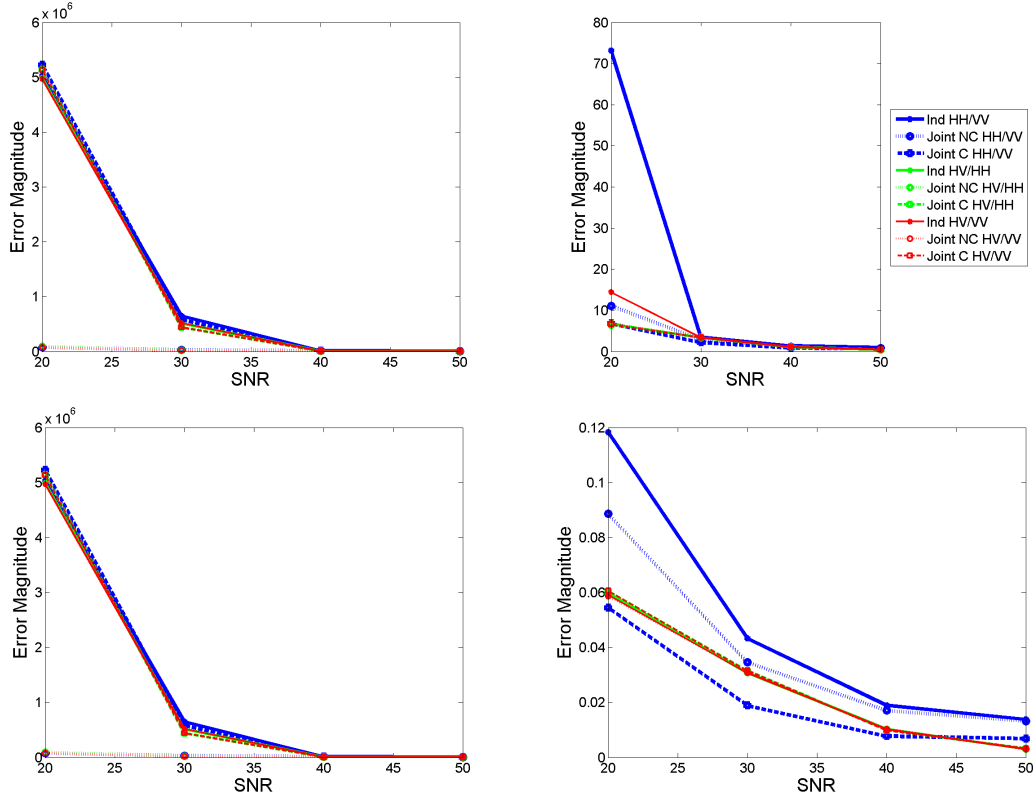 x 10^6
6
5
4
3
2
1
0
20 25 30 35 40 45 50
SNR
Error Magnitude
80
70
60
50
40
30
20
10
0
20 30 40 50
SNR
Error Magnitude
Ind HH/VV
Joint NC HH/VV
Joint C HH/VV
Ind HV/HH
Joint NC HV/HH
Joint C HV/HH
Ind HV/VV
Joint NC HV/VV
Joint C HV/VV
x 10^6
6
5
4
3
2
1
0
20 25 30 35 40 45 50
SNR
Error Magnitude
0.12
0.1
0.08
0.06
0.04
0.02
0
20 25 30 35 40 45 50
SNR
Error Magnitude